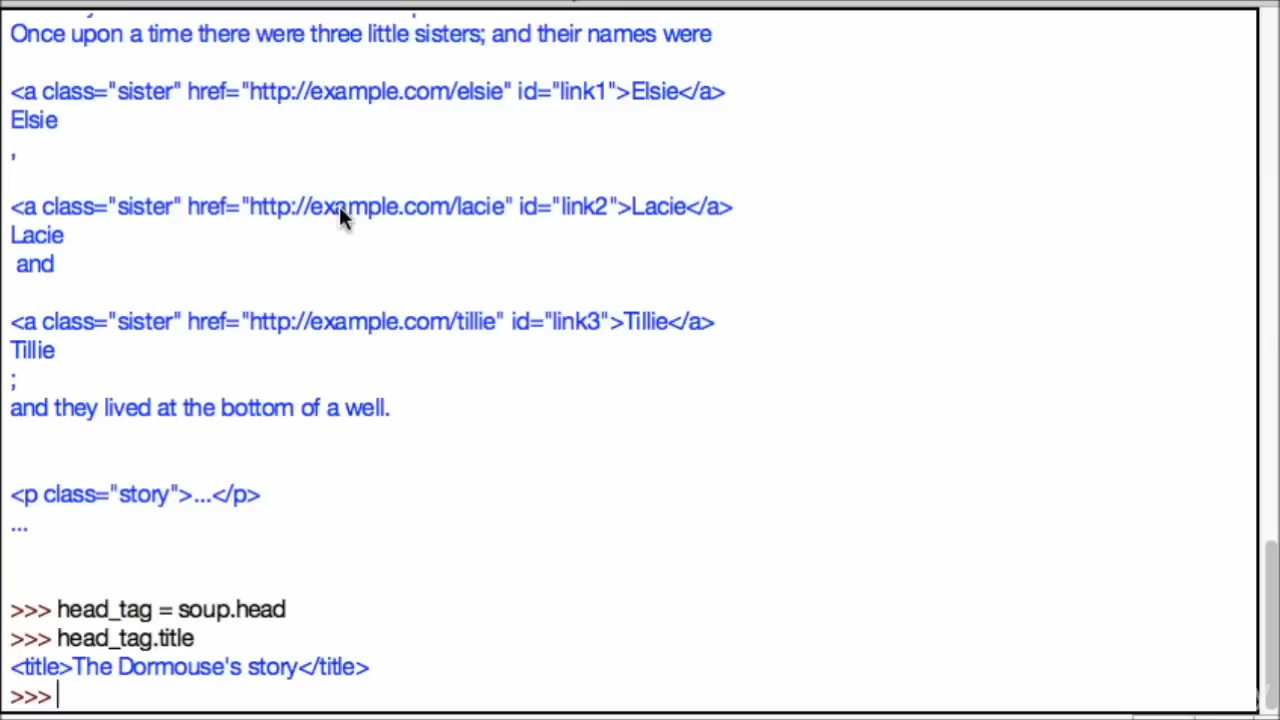 Once upon a time there were three little sisters; and their names were
<a class="sister" href="http://example.com/elsie" id="link1">Elsie</a>
Elsie
,
<a class="sister" href="http://example.com/lacie" id="link2">Lacie</a>
Lacie
and
<a class="sister" href="http://example.com/tillie" id="link3">Tillie</a>
Tillie
;
and they lived at the bottom of a well.
<p class="story">...</p>
...
>>> head_tag = soup.head
>>> head_tag.title
<title>The Dormouse's story</title>
>>>